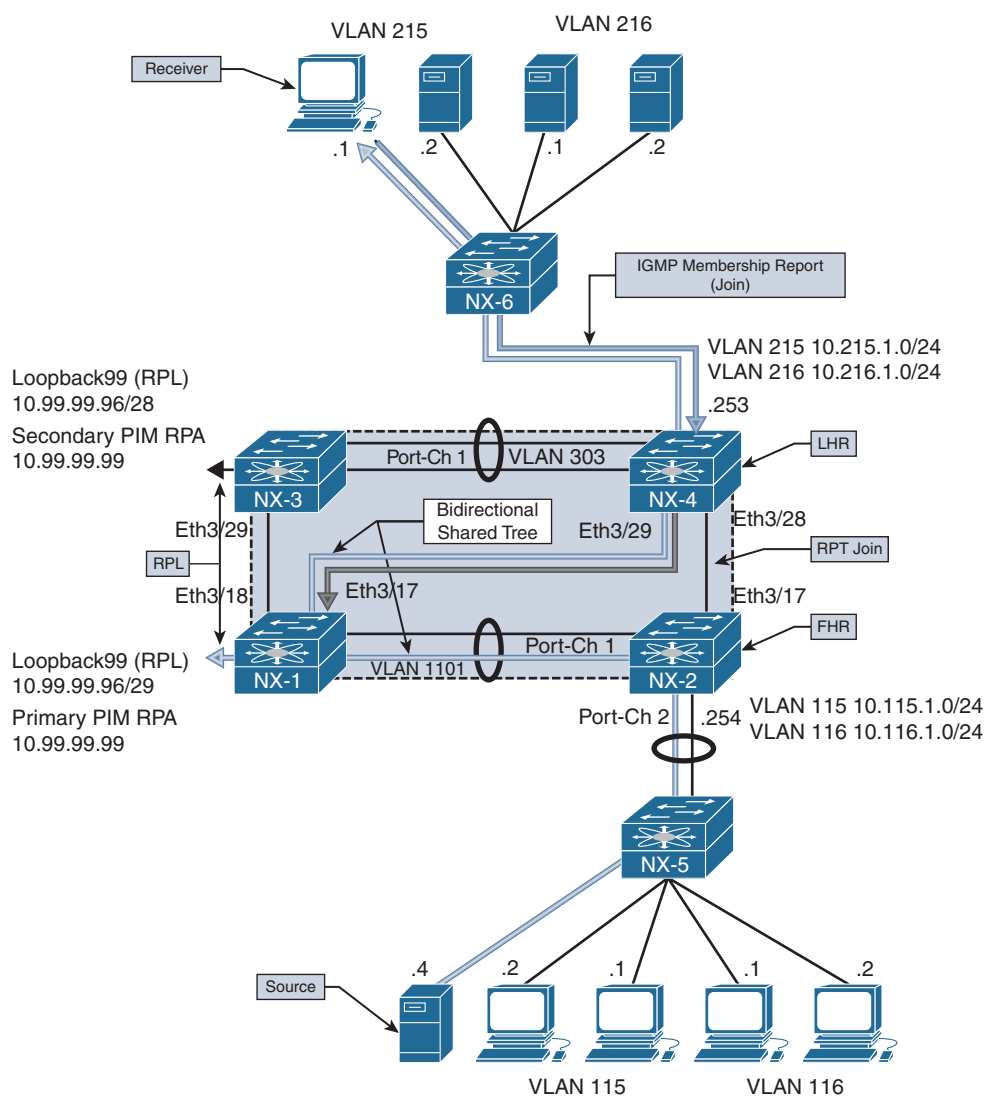 VLAN 215
VLAN 216
Receiver
.1
.2
.1
.2
NX-6
IGMP Membership Report
(Join)
VLAN 215 10.215.1.0/24
VLAN 216 10.216.1.0/24
.253
Loopback99 (RPL)
10.99.99.96/28
Secondary PIM RPA
10.99.99.99
Port-Ch 1
VLAN 303
LHR
NX-3
NX-4
Bidirectional
Shared Tree
Eth3/29
Eth3/29
Eth3/28
RPL
RPT Join
Eth3/18
Eth3/17
Eth3/17
FHR
Port-Ch 1
VLAN 1101
NX-1
NX-2
Loopback99 (RPL)
10.99.99.96/29
Primary PIM RPA
10.99.99.99
Port-Ch 2
.254
VLAN 115 10.115.1.0/24
VLAN 116 10.116.1.0/24
NX-5
Source
.4
.2
.1
.1
.2
VLAN 115
VLAN 116